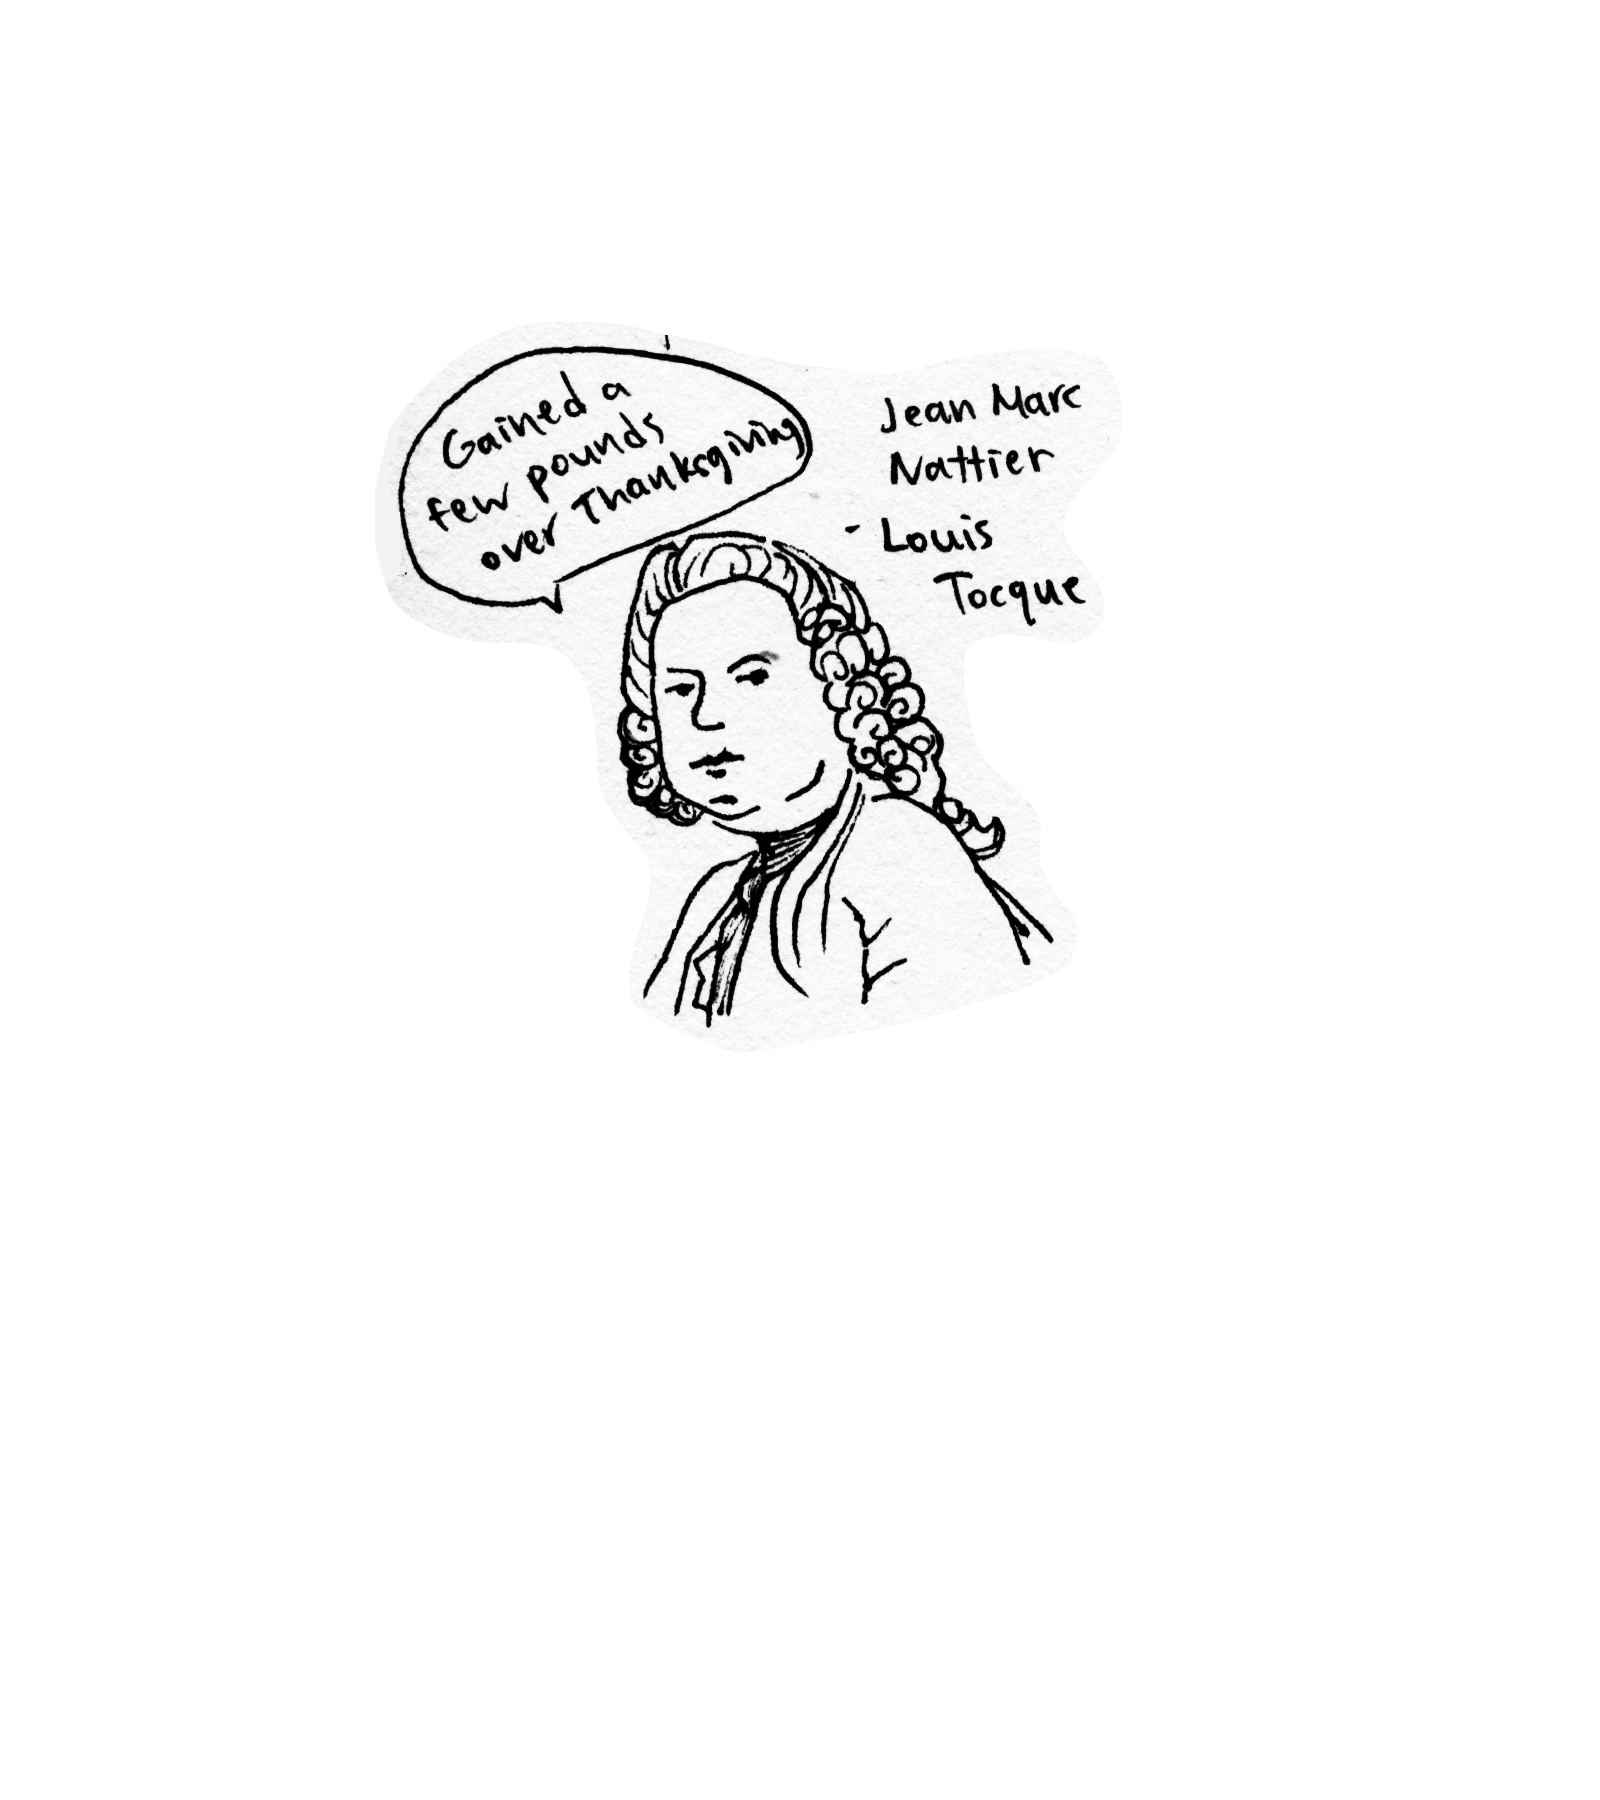 Gained a
few pounds
over Thanksgiving
Jean Marc
Nattier
- Louis
Tocque